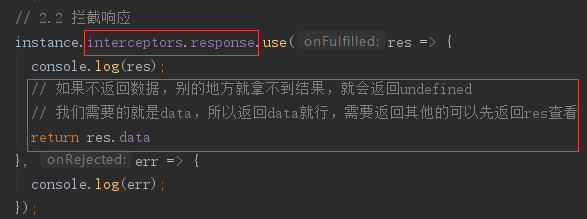 // 2.2 拦截响应
instance.interceptors.response.use( onFulfilled: res => {
console.log(res);
// 如果不返回数据，别的地方就拿不到结果，就会返回undefined
// 我们需要的就是data，所以返回data就行，需要返回其他的可以先返回res查看
return res.data
}, onRejected: err => {
console.log(err);
});